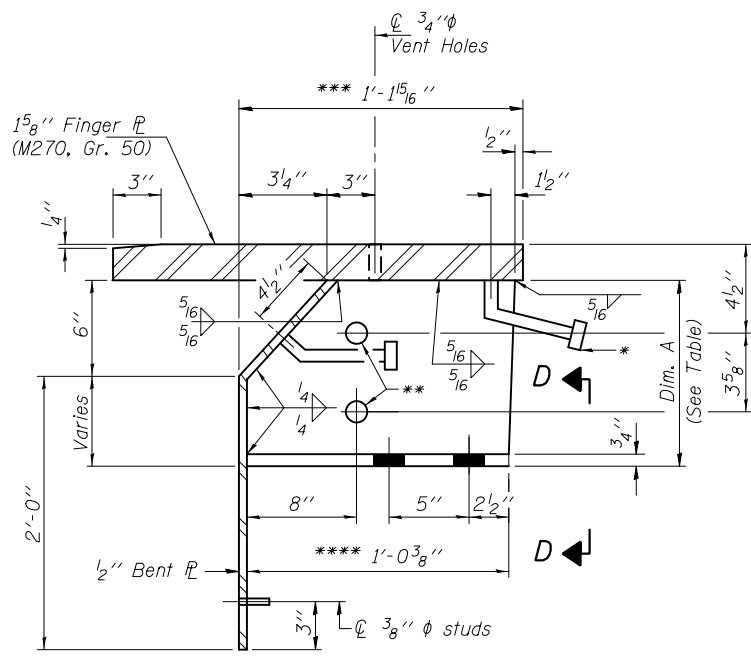 ℄ 3/4"ϕ
Vent Holes
*** 1'-1 15/16"
1 5/8" Finger ℞
(M270, Gr. 50)
1/2"
3"
3 1/4"
3"
1 1/2"
1/4"
4 1/2"
4 1/2"
5/16
5/16
5/16
5/16
5/16
6"
*
**
Dim. A
(See Table)
3 5/8"
D
Varies
1/4
1/4
3/4"
8"
5"
2 1/2"
2'-0"
**** 1'-0 3/8"
D
1/2" Bent ℞
3"
℄ 3/8" ϕ studs